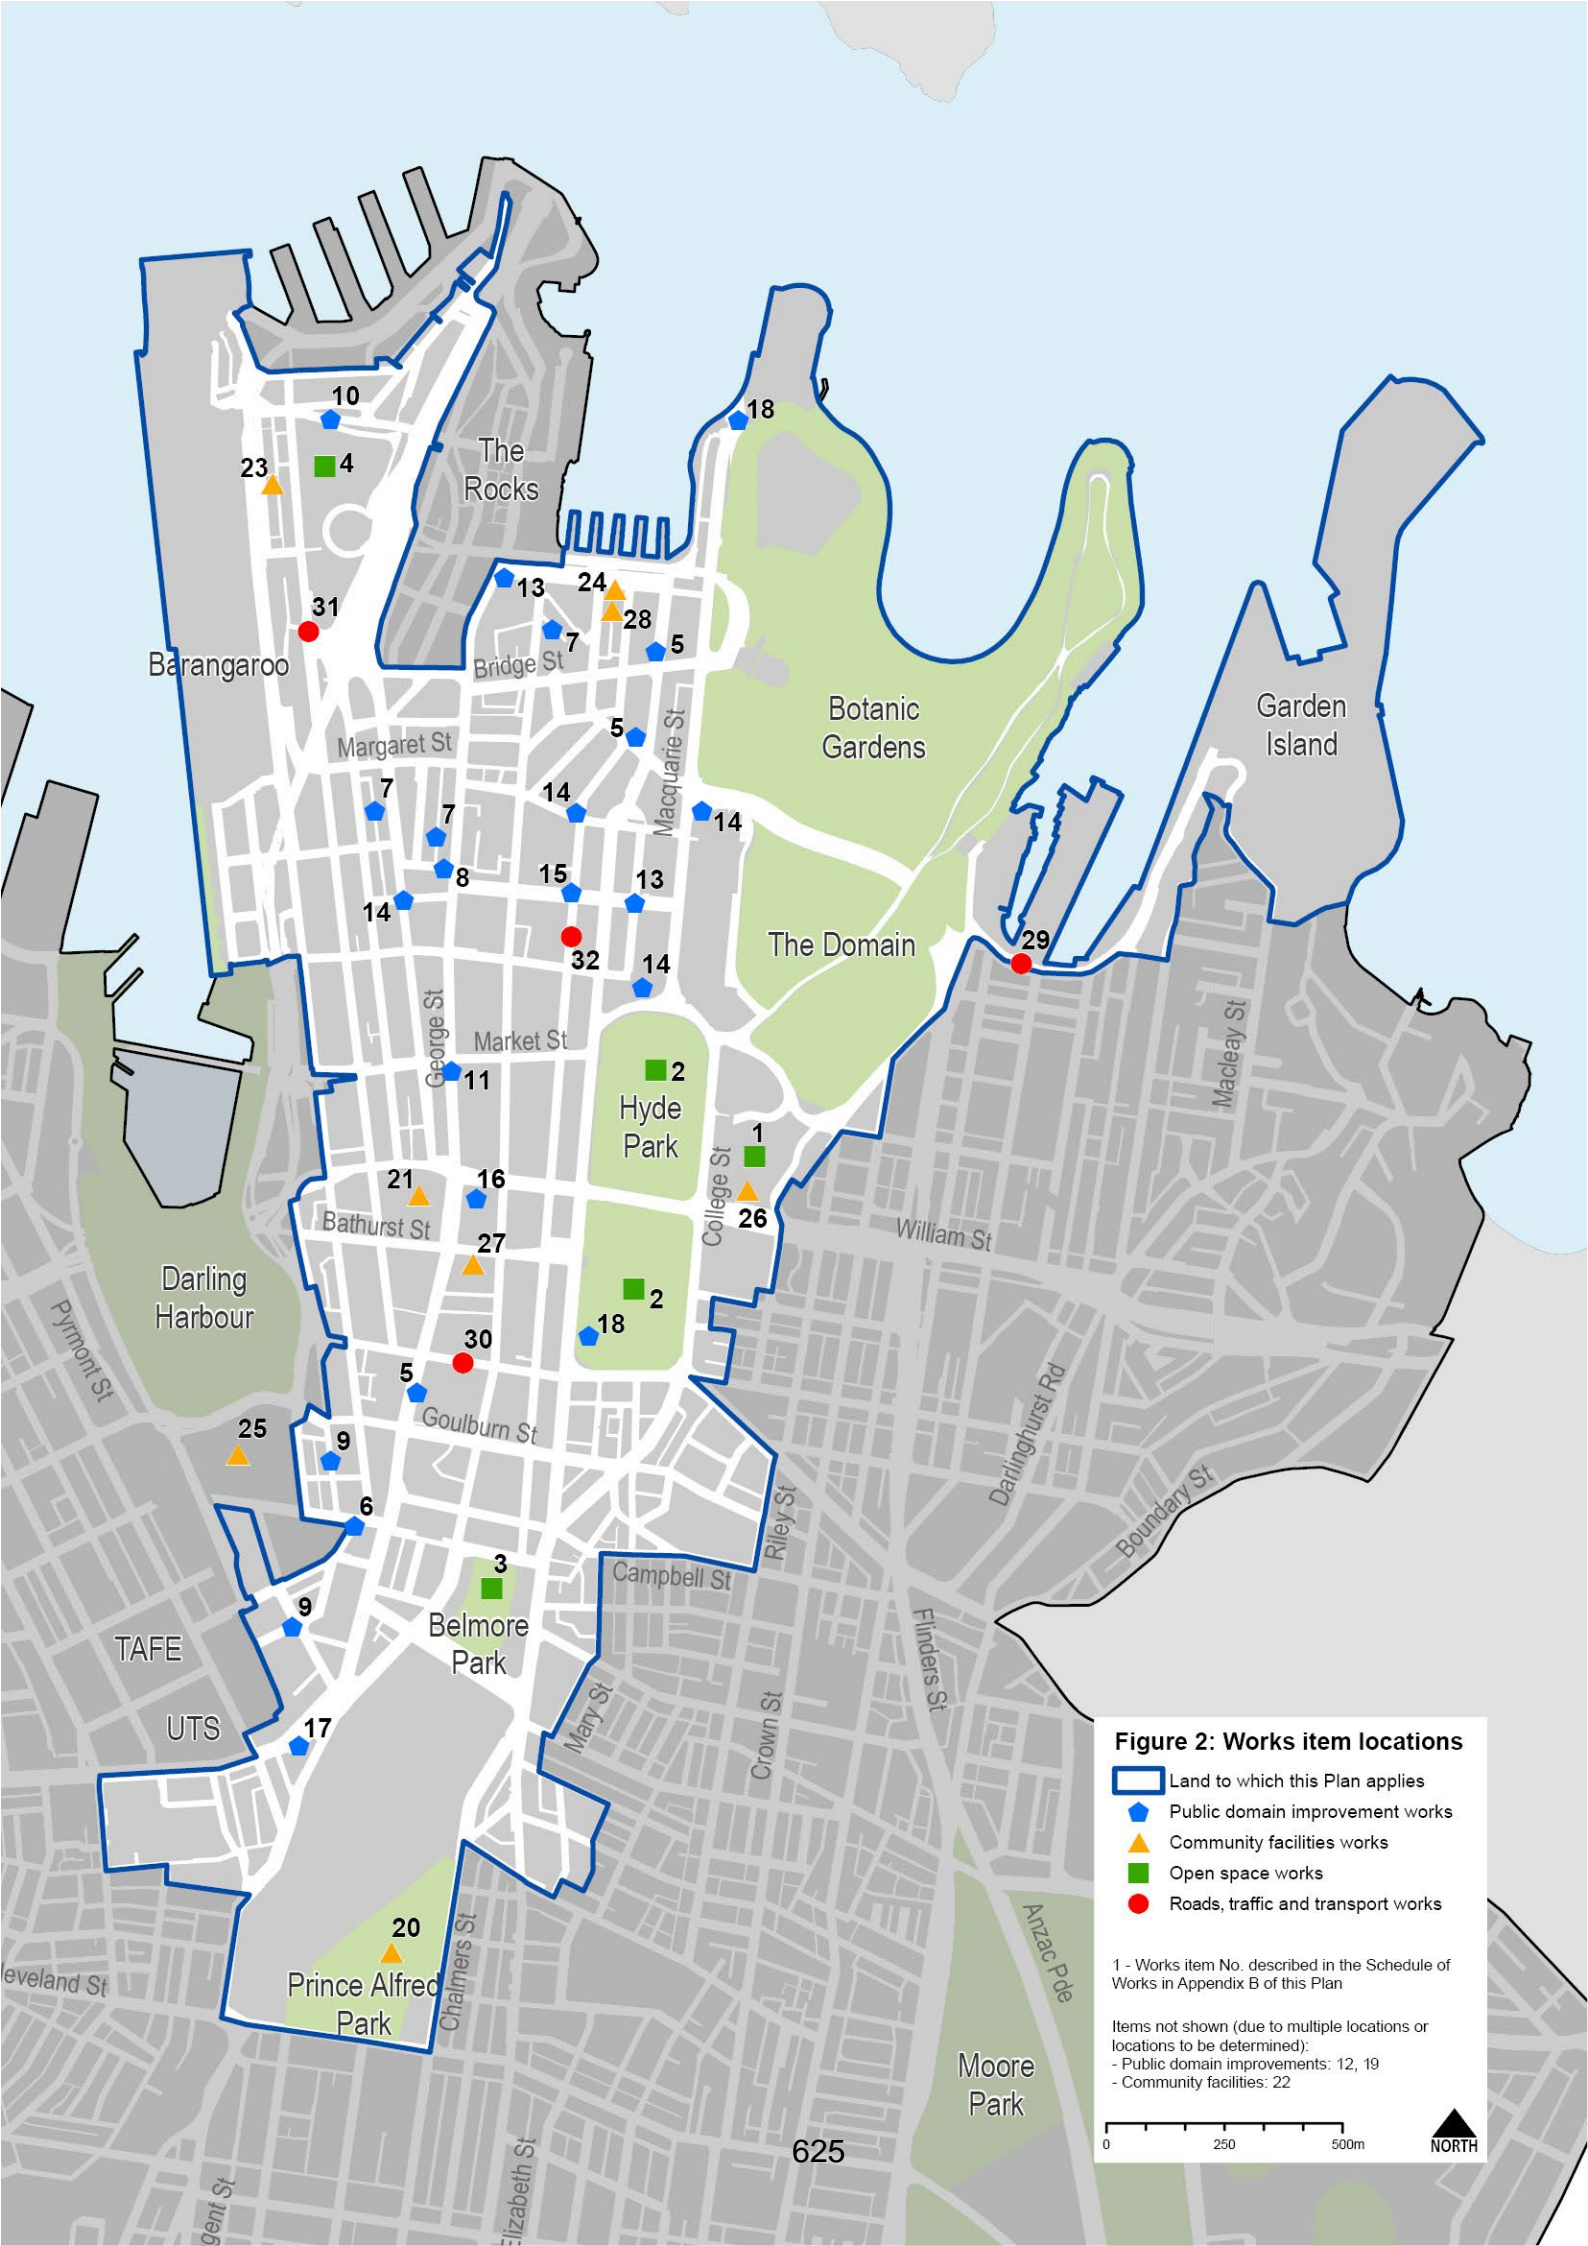 10
18
The
Rocks
23
4
13
24
28
31
7
5
Barangaroo
Bridge St
Botanic
Gardens
Garden
Island
5
Macquarie St
Margaret St
7
7
14
14
8
15
13
14
The Domain
29
32
14
George St
Market St
Macleay St
11
2
Hyde
Park
1
College St
21
16
26
Bathurst St
William St
27
Darling
Harbour
2
18
30
Pyrmont St
5
Goulburn St
Darlinghurst Rd
25
9
Boundary St
Riley St
6
3
Campbell St
9
Belmore
Park
TAFE
Flinders St
Mary St
Crown St
UTS
17
Figure 2: Works item locations
Land to which this Plan applies
Public domain improvement works
Community facilities works
Open space works
Roads, traffic and transport works
1 - Works item No. described in the Schedule of
Works in Appendix B of this Plan
Items not shown (due to multiple locations or
locations to be determined):
- Public domain improvements: 12, 19
- Community facilities: 22
0 250 500m
NORTH
20
Chalmers St
Anzac Pde
leveland St
Prince Alfred
Park
Moore
Park
625
Elizabeth St
gent St